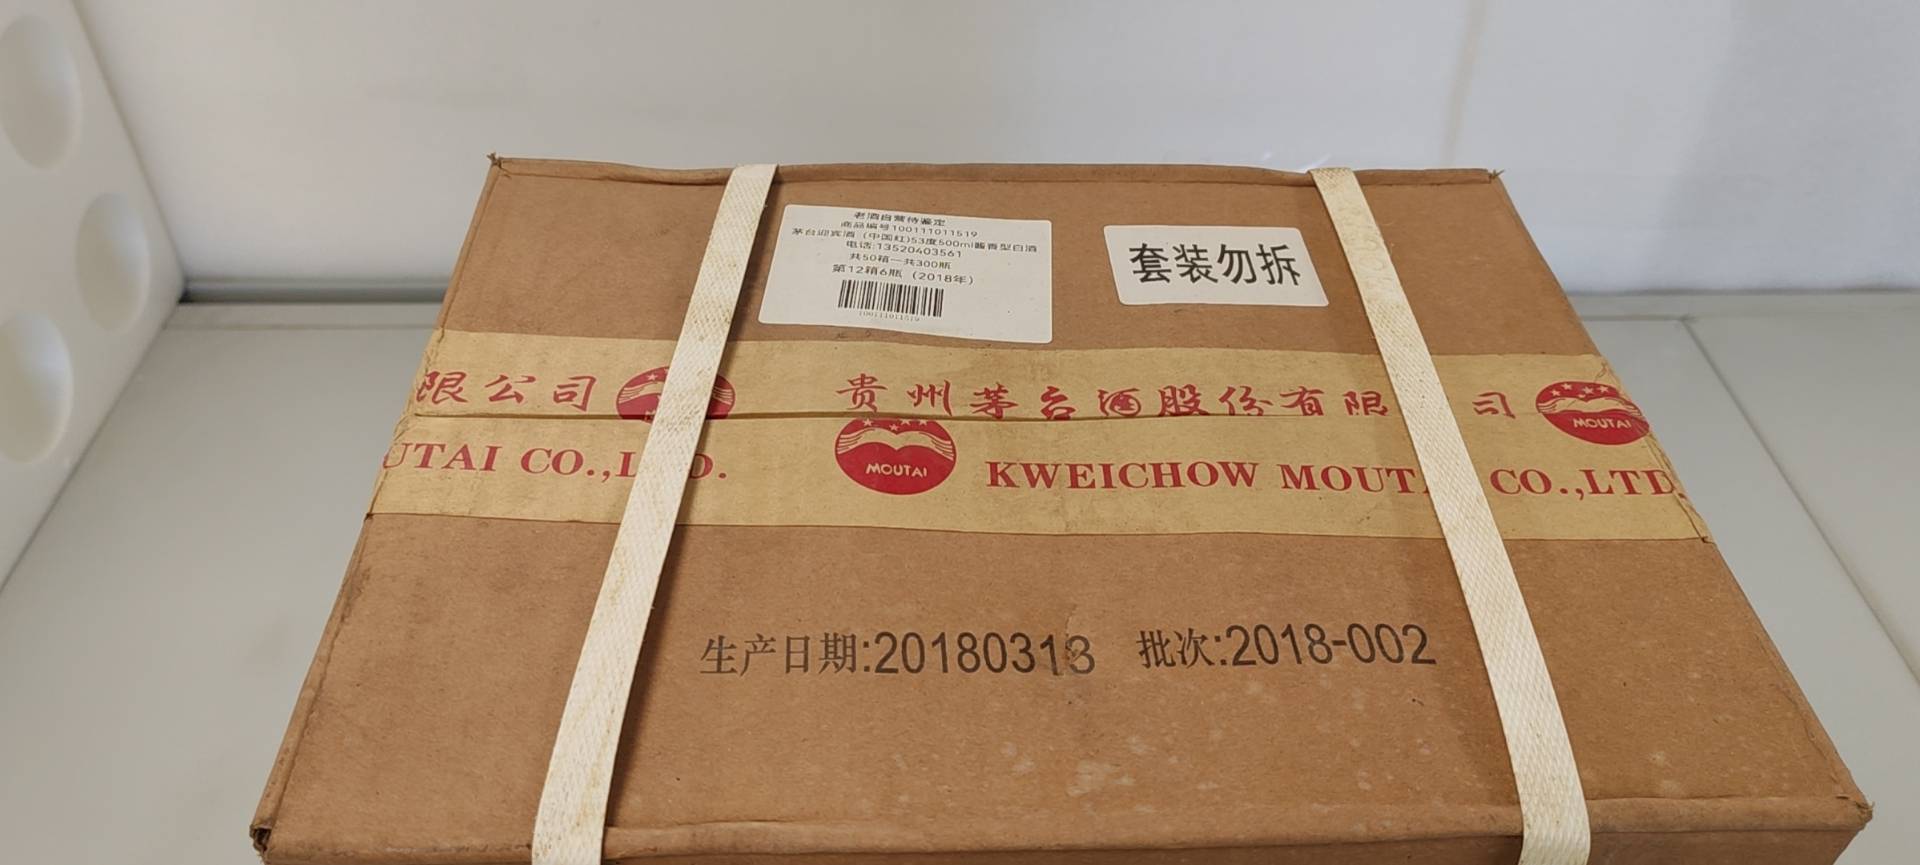 老酒自营待鉴定
商品编号100111011519
茅台迎宾酒 (中国红)53度500ml酱香型白酒
电话:13520403561
共50箱一共300瓶
第12箱6瓶 (2018年)
100111011519
套装勿拆
限公司
贵州茅台酒股份有限 司
MOUTAI
UTAI CO.,L D.
MOUTAI
KWEICHOW MOUTA CO.,LTD.
生产日期:20180313 批次:2018-002